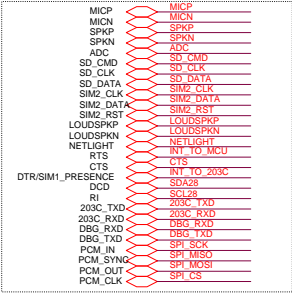 MICP MICP
MICN MICN
SPKP SPKP
SPKN SPKN
ADC ADC
SD_CMD SD_CMD
SD_CLK SD_CLK
SD_DATA SD_DATA
SIM2_CLK SIM2_CLK
SIM2_DATA SIM2_DATA
SIM2_RST SIM2_RST
LOUDSPKP LOUDSPKP
LOUDSPKN LOUDSPKN
NETLIGHT NETLIGHT
RTS INT_TO_MCU
CTS CTS
DTR/SIM1_PRESENCE INT_TO_203C
DCD SDA28
RI SCL28
203C_TXD 203C_TXD
203C_RXD 203C_RXD
DBG_RXD DBG_RXD
DBG_TXD DBG_TXD
PCM_IN SPI_SCK
PCM_SYNC SPI_MISO
PCM_OUT SPI_MOSI
PCM_CLK SPI_CS